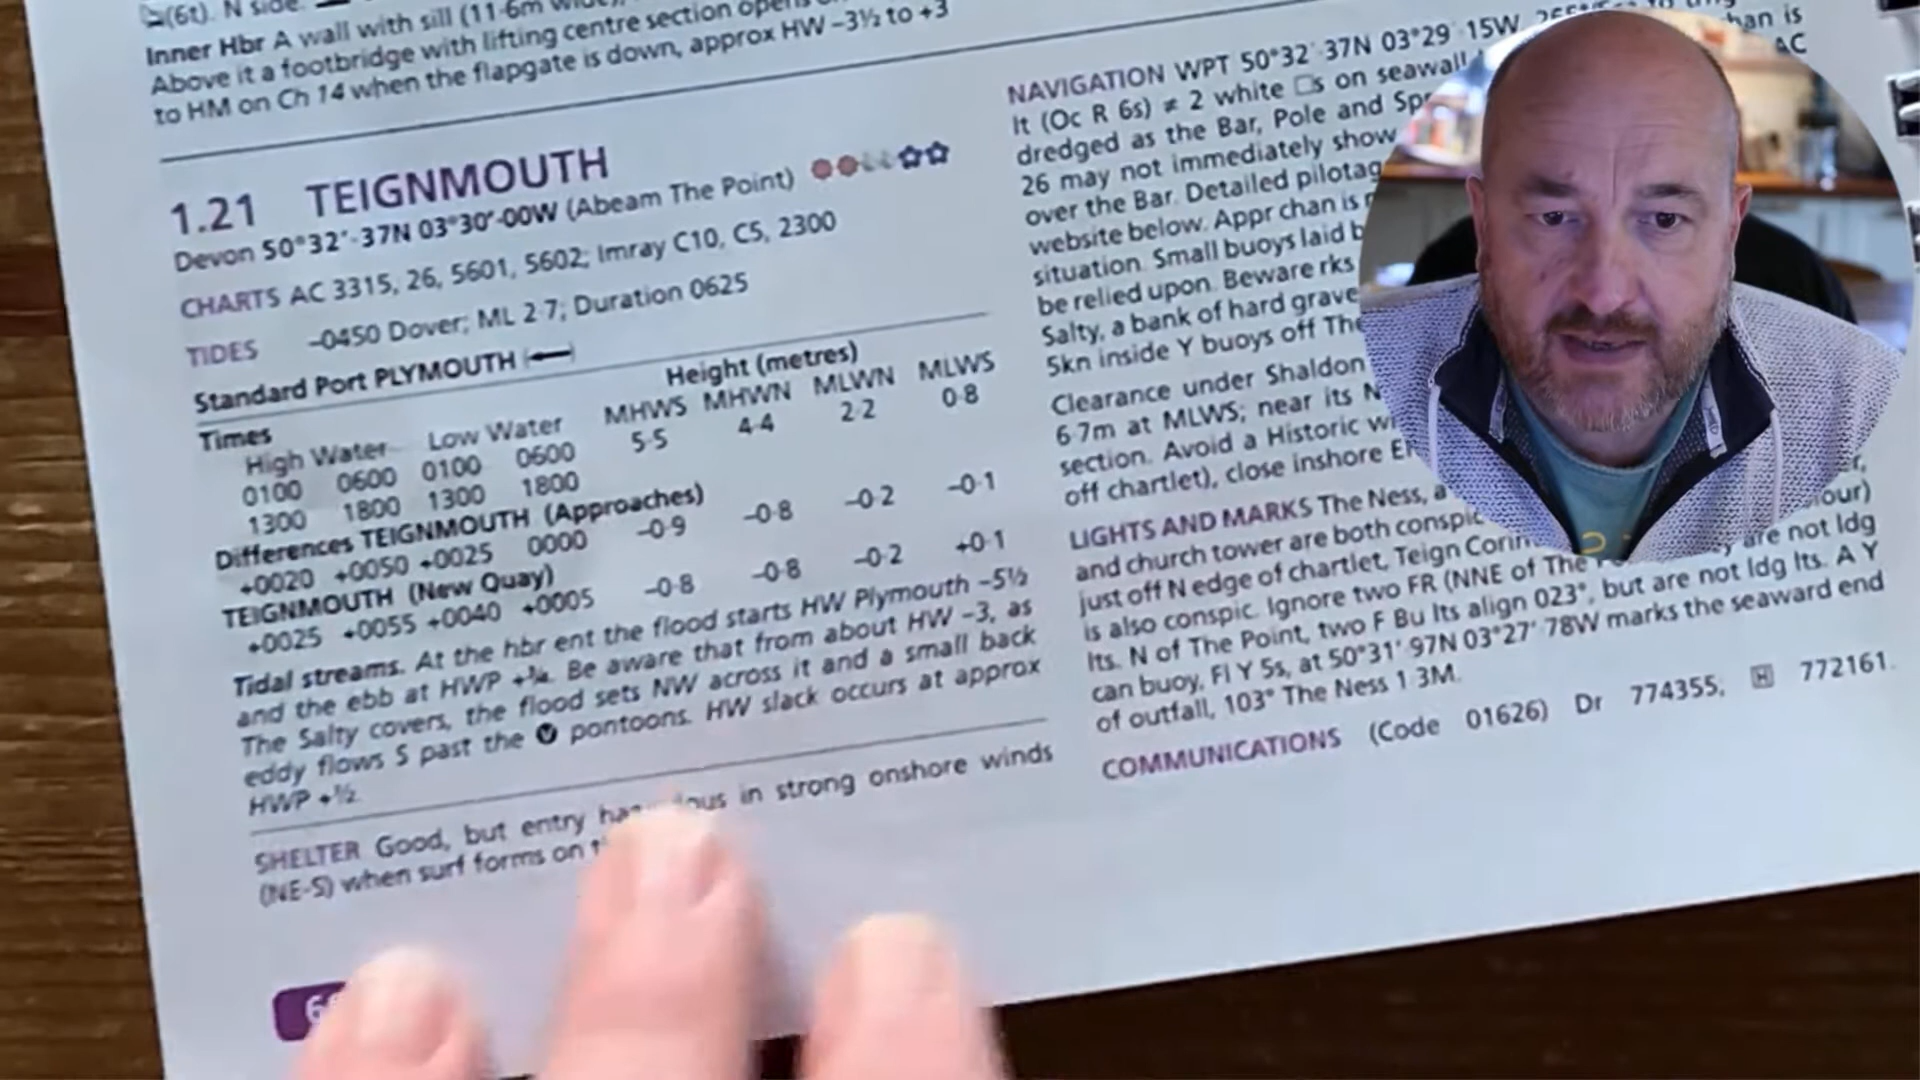 (6t). N side.
Inner Hbr A wall with sill (11·6m wide),
Above it a footbridge with lifting centre section opens
to HM on Ch 14 when the flapgate is down, approx HW –3½ to +3
1.21 TEIGNMOUTH
Devon 50°32'·37N 03°30'·00W (Abeam The Point)
CHARTS AC 3315, 26, 5601, 5602; Imray C10, C5, 2300
TIDES –0450 Dover; ML 2·7; Duration 0625
Standard Port PLYMOUTH
Times Height (metres)
High Water Low Water MHWS MHWN MLWN MLWS
0100 0600 0100 0600 5·5 4·4 2·2 0·8
1300 1800 1300 1800
Differences TEIGNMOUTH (Approaches)
+0020 +0050 +0025 0000 –0·9 –0·8 –0·2 –0·1
TEIGNMOUTH (New Quay)
+0025 +0055 +0040 +0005 –0·8 –0·8 –0·2 +0·1
Tidal streams. At the hbr ent the flood starts HW Plymouth –5½
and the ebb at HWP +¾. Be aware that from about HW –3, as
The Salty covers, the flood sets NW across it and a small back
eddy flows S past the V pontoons. HW slack occurs at approx
HWP +½.
SHELTER Good, but entry in strong onshore winds
(NE-S) when surf forms on
NAVIGATION WPT 50°32'·37N 03°29'·15W,
lt (Oc R 6s) ≠ 2 white □s on seawall
dredged as the Bar, Pole and
26 may not immediately show AC
over the Bar. Detailed
website below. Appr chan is
situation. Small buoys laid
be relied upon. Beware rks
Salty, a bank of hard
5kn inside Y buoys off The
Clearance under Shaldon
6·7m at MLWS; near its N
section. Avoid a Historic
off chartlet), close inshore
LIGHTS AND MARKS The Ness, a
and church tower are both
just off N edge of chartlet, Teign
is also conspic. Ignore two FR (NNE of The are not ldg
lts. N of The Point, two F Bu lts align 023°, but are not ldg lts. A Y
can buoy, Fl Y 5s, at 50°31'·97N 03°27'·78W marks the seaward end
of outfall, 103° The Ness 1·3M.
COMMUNICATIONS (Code 01626) Dr 774355; H 772161.